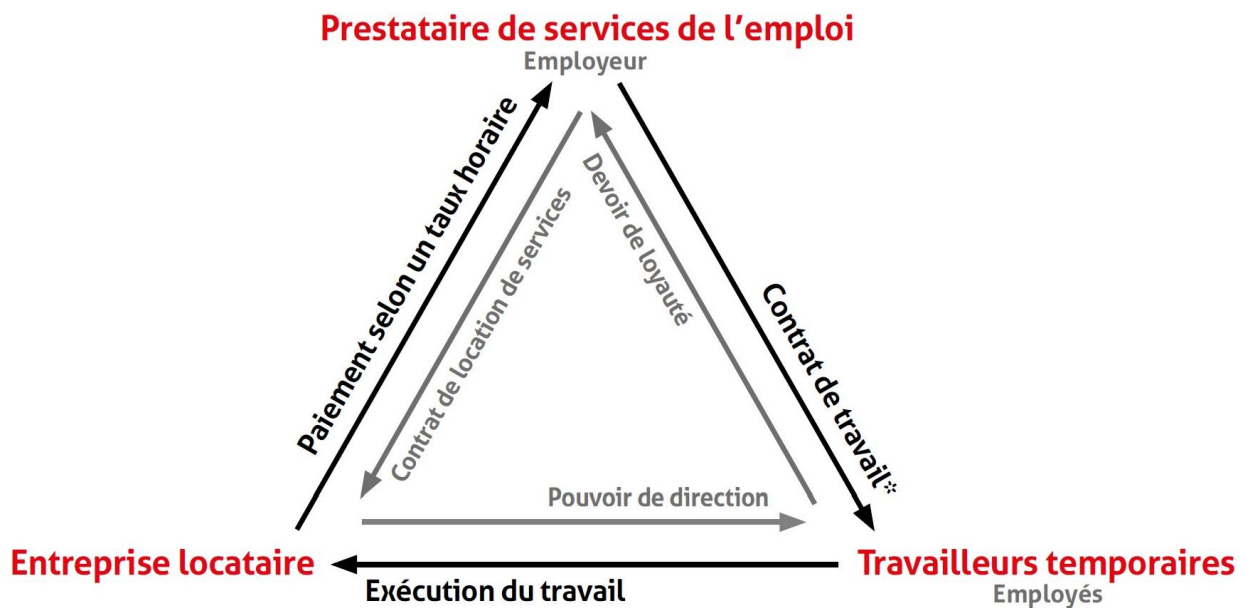 Prestataire de services de l’emploi
Employeur
Paiement selon un taux horaire
Contrat de location de services
Devoir de loyauté
Contrat de travail*
Pouvoir de direction
Entreprise locataire
Exécution du travail
Travailleurs temporaires
Employés